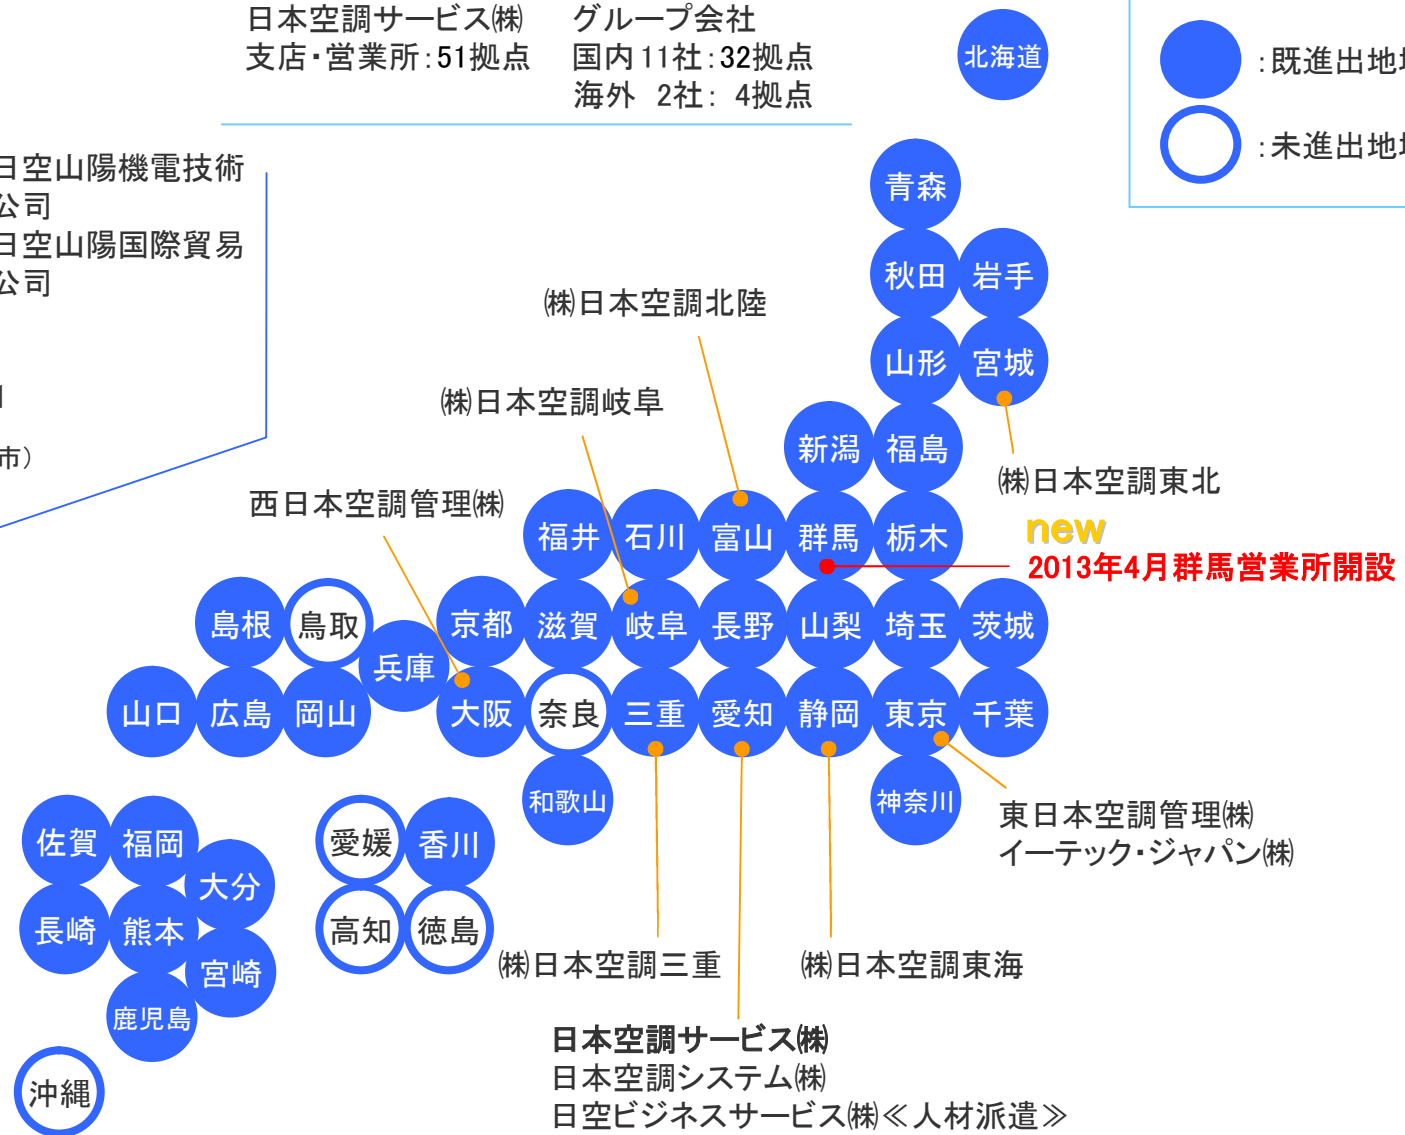 日本空調サービス㈱
支店・営業所：51拠点
グループ会社
国内11社：32拠点
海外 2社： 4拠点
：既進出地
：未進出地
日空山陽機電技術
公司
日空山陽国際貿易
公司
市）
北海道
青森
秋田
岩手
山形
宮城
㈱日本空調北陸
㈱日本空調岐阜
新潟
福島
㈱日本空調東北
西日本空調管理㈱
福井
石川
富山
群馬
栃木
new
2013年4月群馬営業所開設
島根
鳥取
兵庫
京都
滋賀
岐阜
長野
山梨
埼玉
茨城
山口
広島
岡山
大阪
奈良
三重
愛知
静岡
東京
千葉
和歌山
神奈川
東日本空調管理㈱
イーテック・ジャパン㈱
佐賀
福岡
大分
愛媛
香川
長崎
熊本
宮崎
高知
徳島
鹿児島
沖縄
㈱日本空調三重
㈱日本空調東海
日本空調サービス㈱
日本空調システム㈱
日空ビジネスサービス㈱≪人材派遣≫